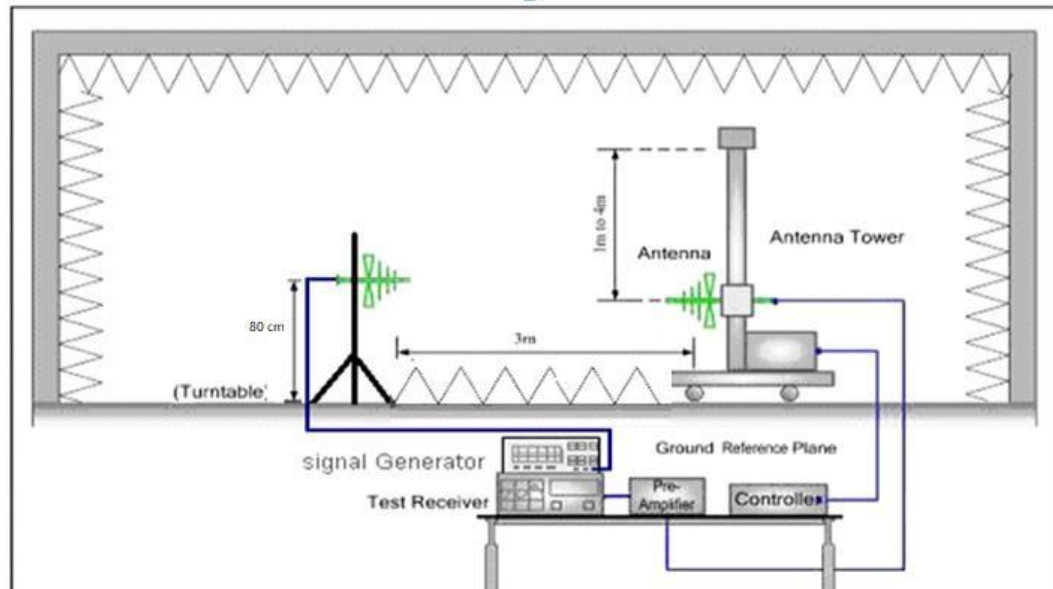 1m to 4m
Antenna
Antenna Tower
80 cm
3m
(Turntable)
Ground Reference Plane
signal Generator
Test Receiver
Pre-
Amplifier
Controller